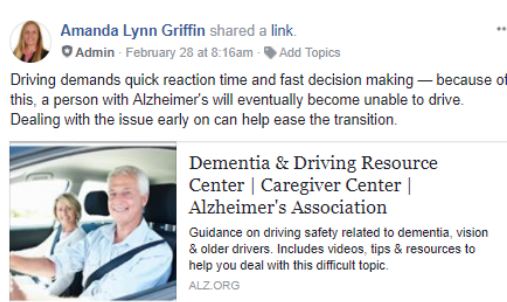 Amanda Lynn Griffin shared a link.
Admin · February 28 at 8:16am · Add Topics
Driving demands quick reaction time and fast decision making — because of
this, a person with Alzheimer's will eventually become unable to drive.
Dealing with the issue early on can help ease the transition.
Dementia & Driving Resource
Center | Caregiver Center |
Alzheimer's Association
Guidance on driving safety related to dementia, vision
& older drivers. Includes videos, tips & resources to
help you deal with this difficult topic.
ALZ.ORG